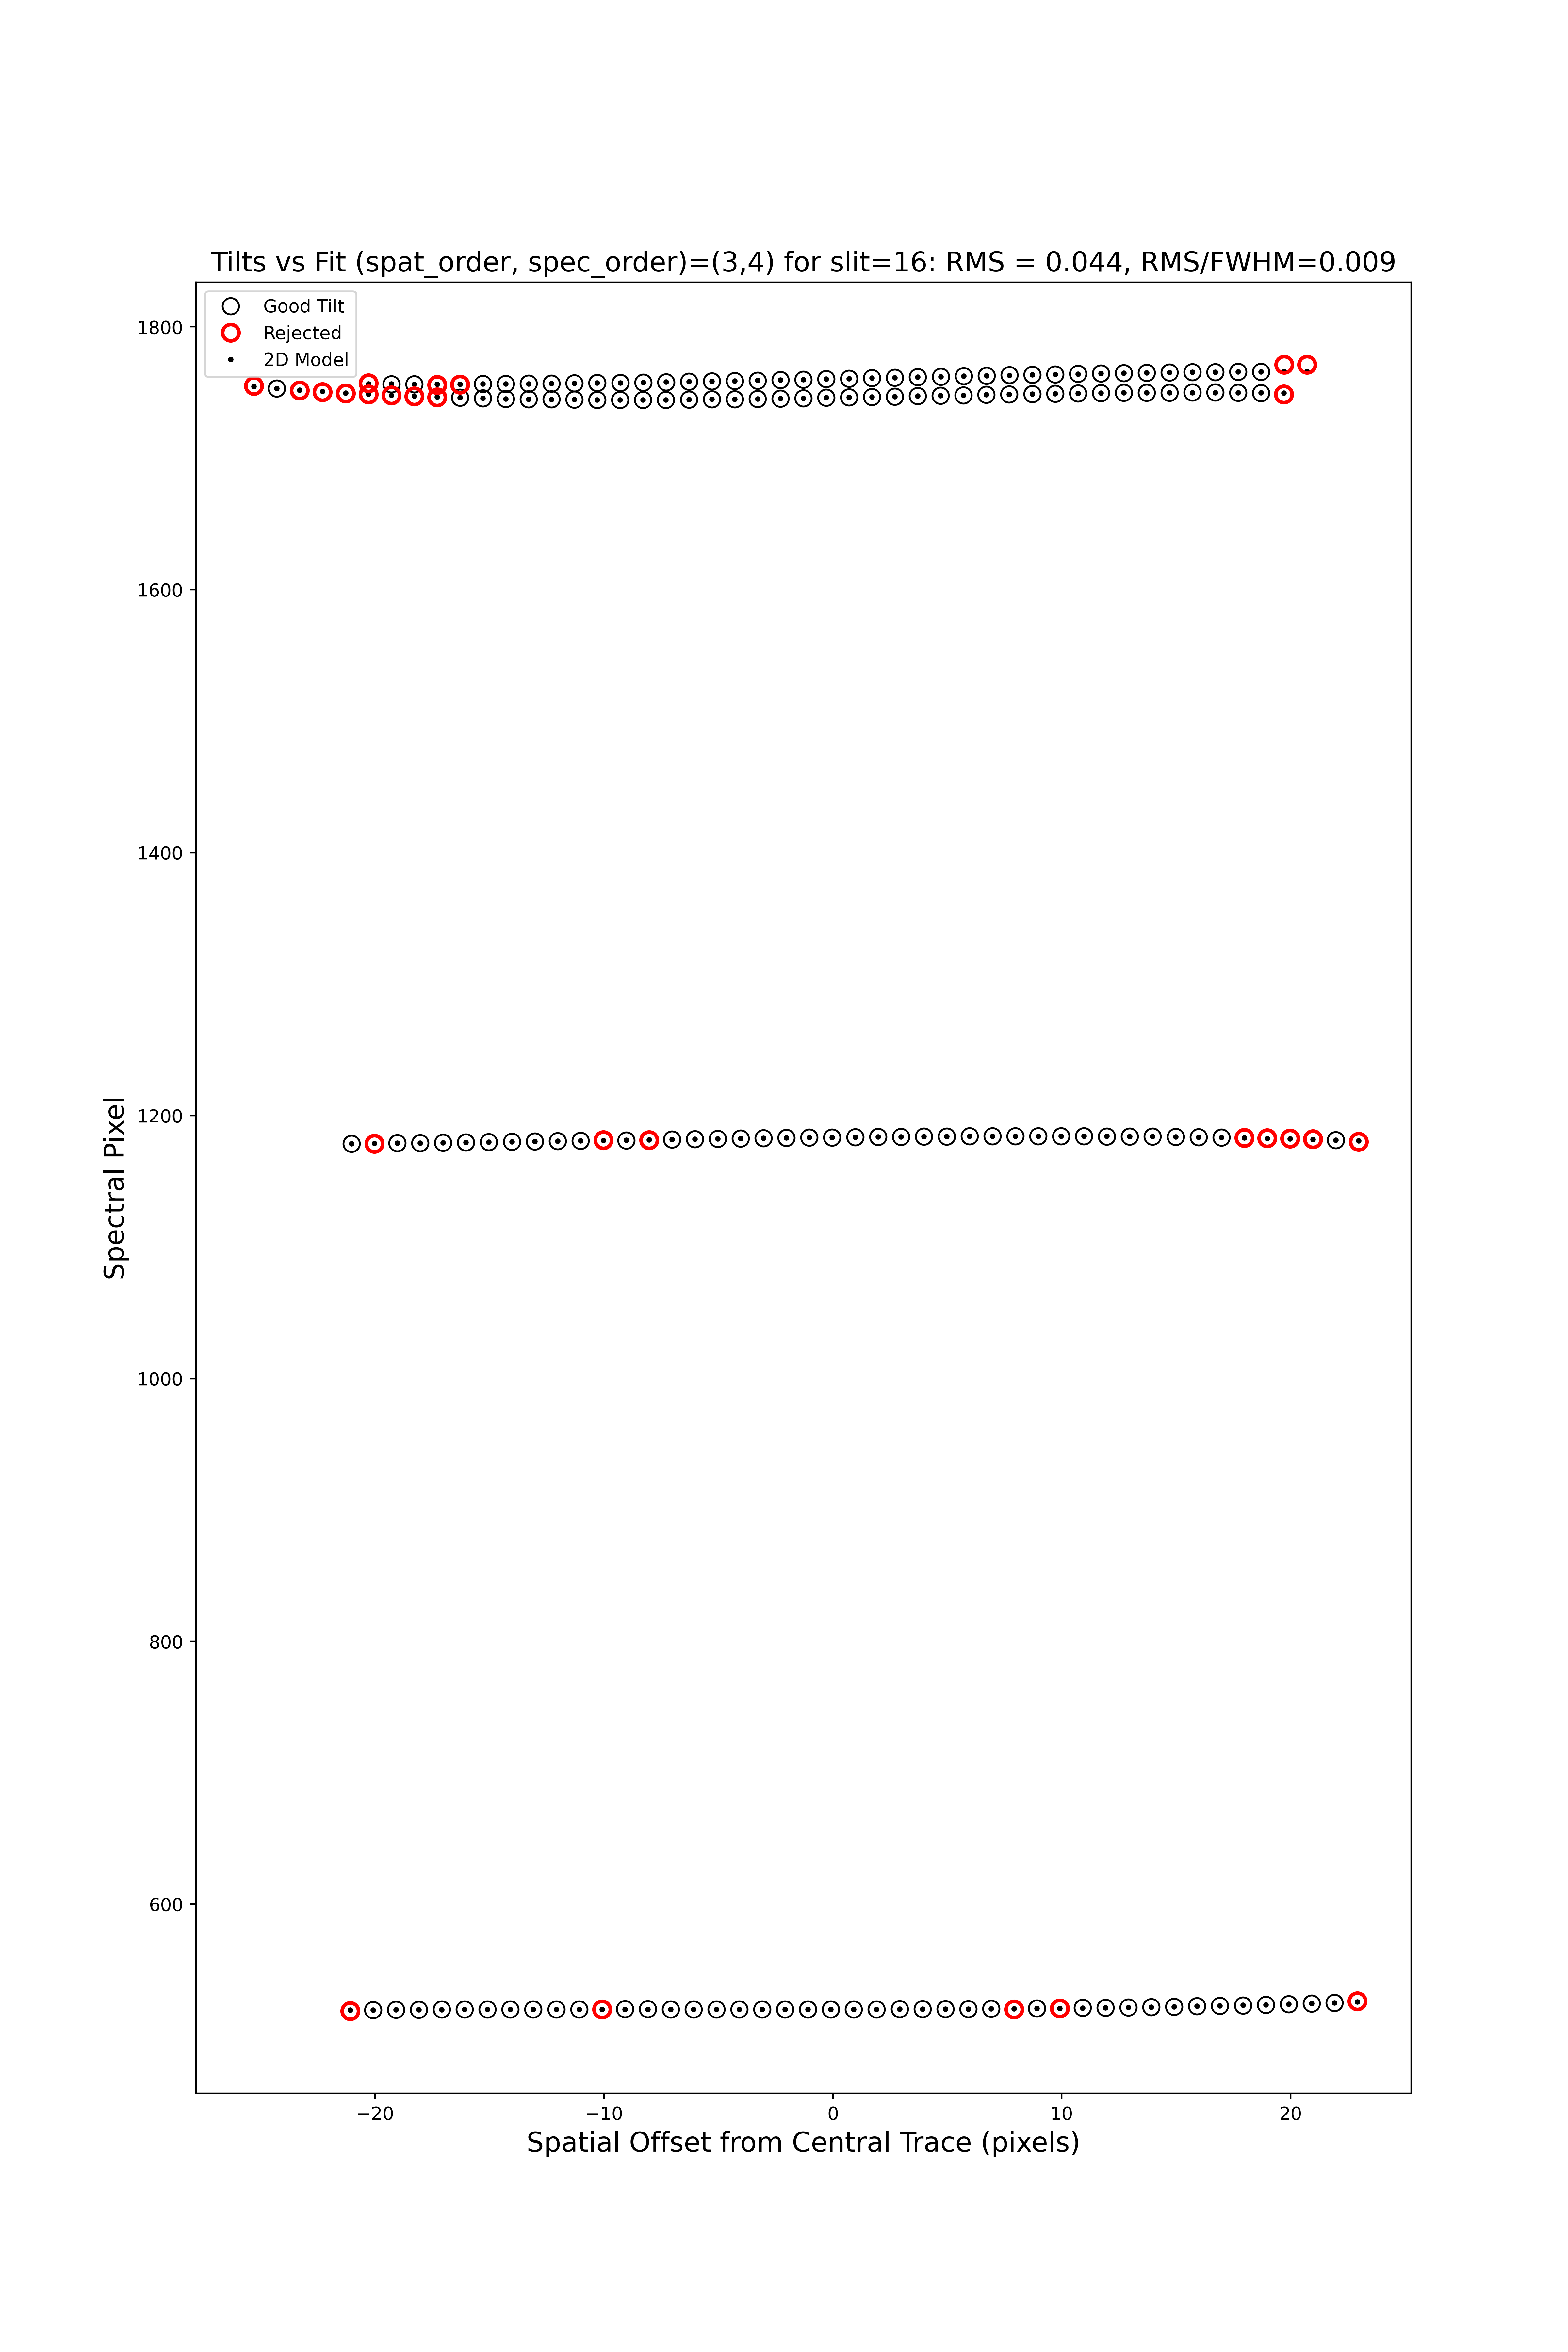 Tilts vs Fit (spat_order, spec_order)=(3,4) for slit=16: RMS = 0.044, RMS/FWHM=0.009
Good Tilt
Rejected
2D Model
1800
1600
1400
1200
1000
800
600
Spectral Pixel
−20 −10 0 10 20
Spatial Offset from Central Trace (pixels)